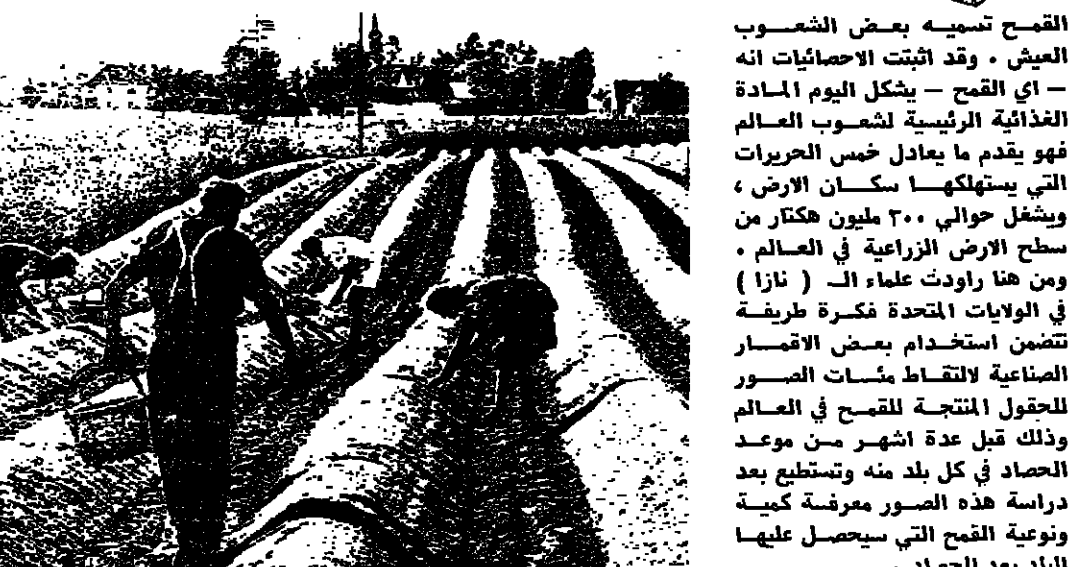 القمح تسميه بعض الشعوب
العيش . وقد اثبتت الاحصائيات انه
– اي القمح – يشكل اليوم المادة
الغذائية الرئيسية لشعوب العالم
فهو يقدم ما يعادل خمس الحريرات
التي يستهلكها سكان الارض ،
ويشغل حوالي ٢٠٠ مليون هكتار من
سطح الارض الزراعية في العالم .
ومن هنا راودت علماء الـ ( نازا )
في الولايات المتحدة فكرة طريفة
تتضمن استخدام بعض الاقمار
الصناعية لالتقاط مئات الصور
للحقول المنتجة للقمح في العالم
وذلك قبل عدة اشهر من موعد
الحصاد في كل بلد منه وتستطيع بعد
دراسة هذه الصور معرفة كمية
ونوعية القمح التي سيحصل عليها
البلد بعد الحصاد .